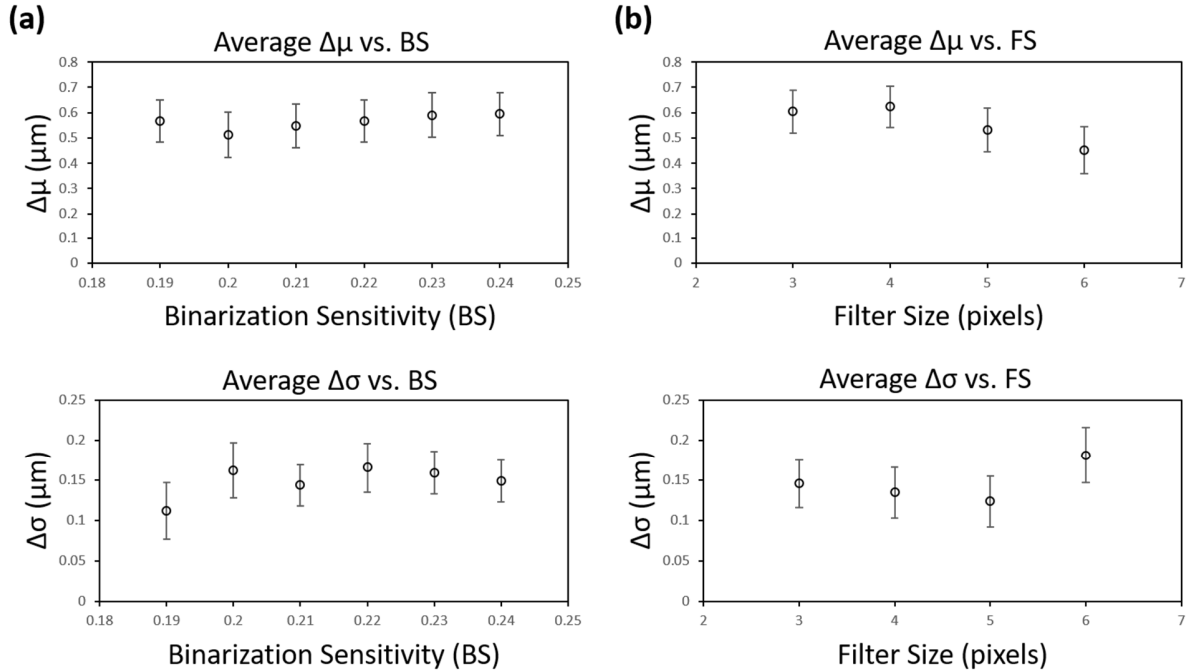 (a)
Average Δμ vs. BS
0.8
0.7
0.6
0.5
0.4
0.3
0.2
0.1
0
Δμ (μm)
0.18 0.19 0.2 0.21 0.22 0.23 0.24 0.25
Binarization Sensitivity (BS)
(b)
Average Δμ vs. FS
0.8
0.7
0.6
0.5
0.4
0.3
0.2
0.1
0
Δμ (μm)
2 3 4 5 6 7
Filter Size (pixels)
Average Δσ vs. BS
0.25
0.2
0.15
0.1
0.05
0
Δσ (μm)
0.18 0.19 0.2 0.21 0.22 0.23 0.24 0.25
Binarization Sensitivity (BS)
Average Δσ vs. FS
0.25
0.2
0.15
0.1
0.05
0
Δσ (μm)
2 3 4 5 6 7
Filter Size (pixels)